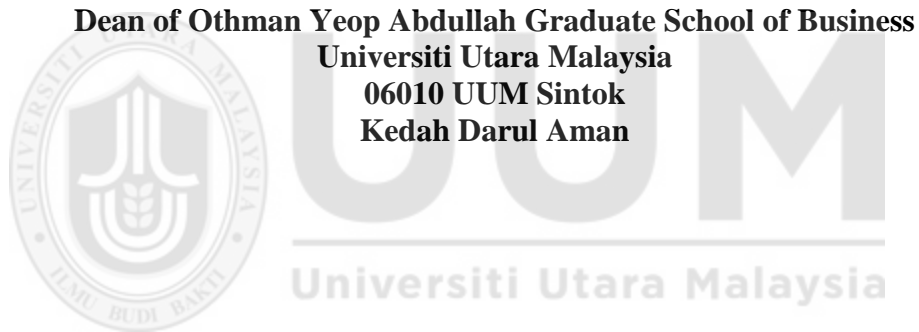 Dean of Othman Yeop Abdullah Graduate School of Business
Universiti Utara Malaysia
06010 UUM Sintok
Kedah Darul Aman
UUM
Universiti Utara Malaysia
UNIVERSITI UTARA MALAYSIA
ILMU BUDI BAKTI